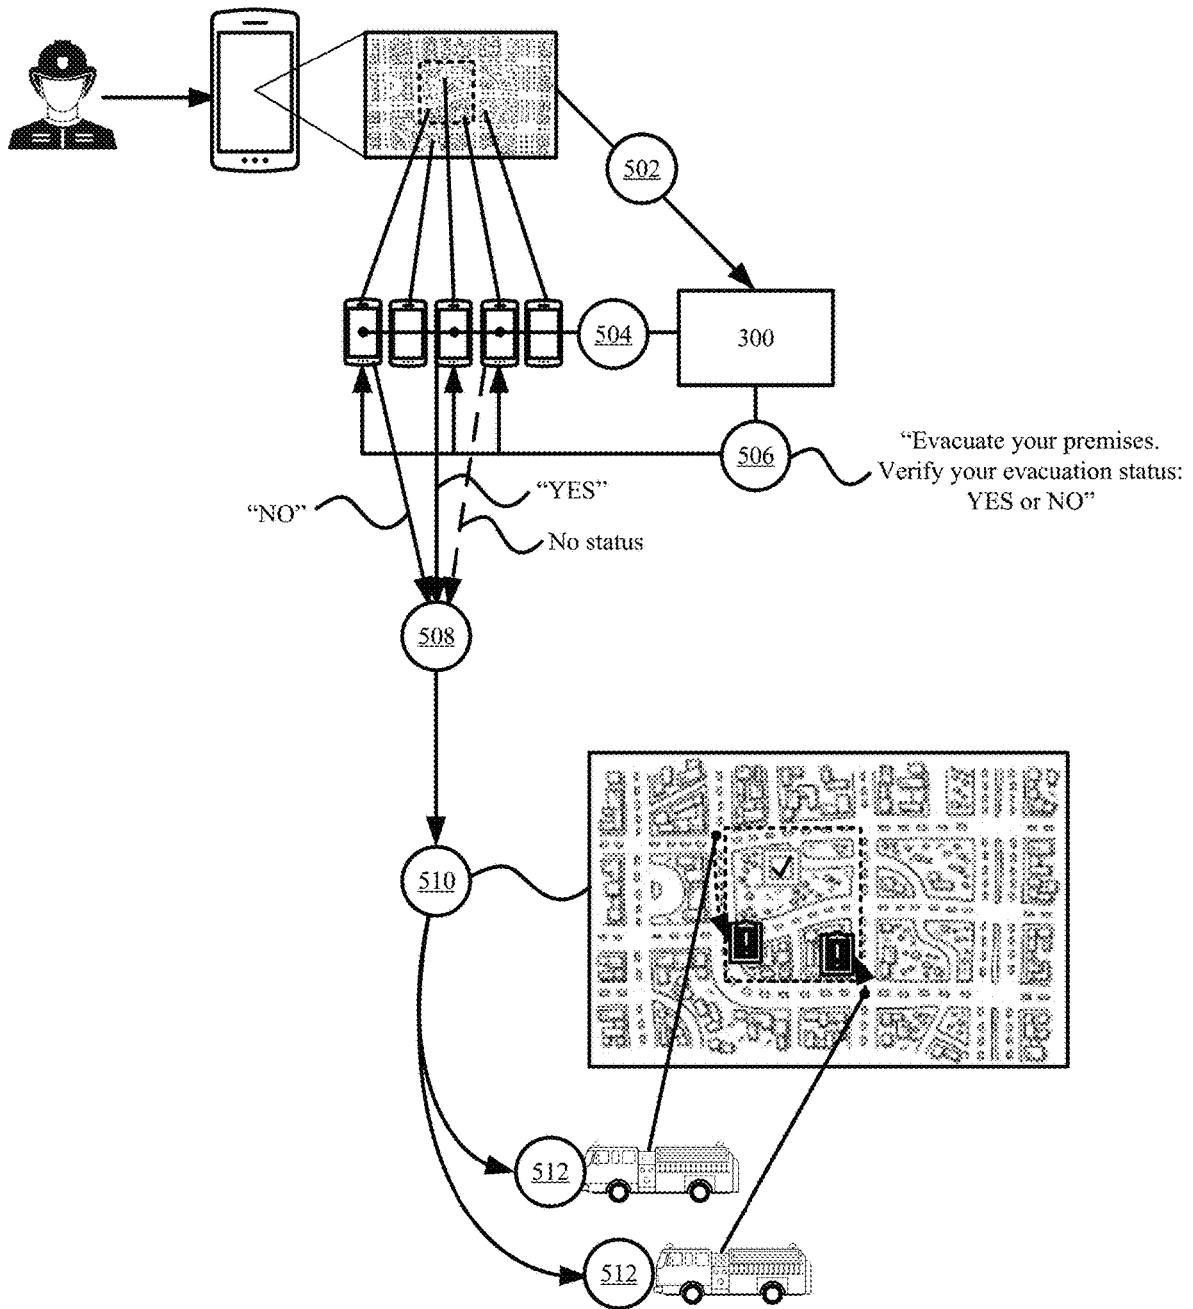 502
504
300
506
“Evacuate your premises.
Verify your evacuation status:
YES or NO”
“YES”
“NO”
No status
508
510
512
512